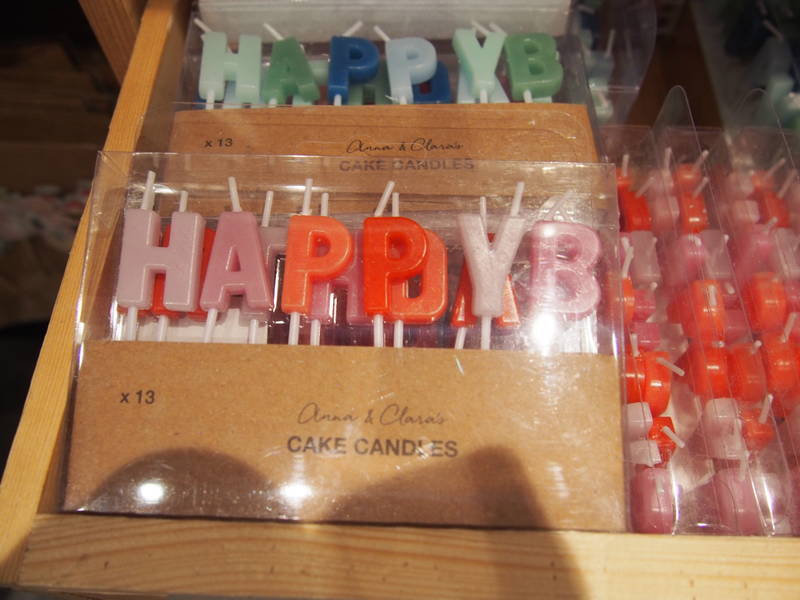 HAPPYB
x 13
Anna & Clara's
CAKE CANDLES
HAPPYB
x 13
Anna & Clara's
CAKE CANDLES